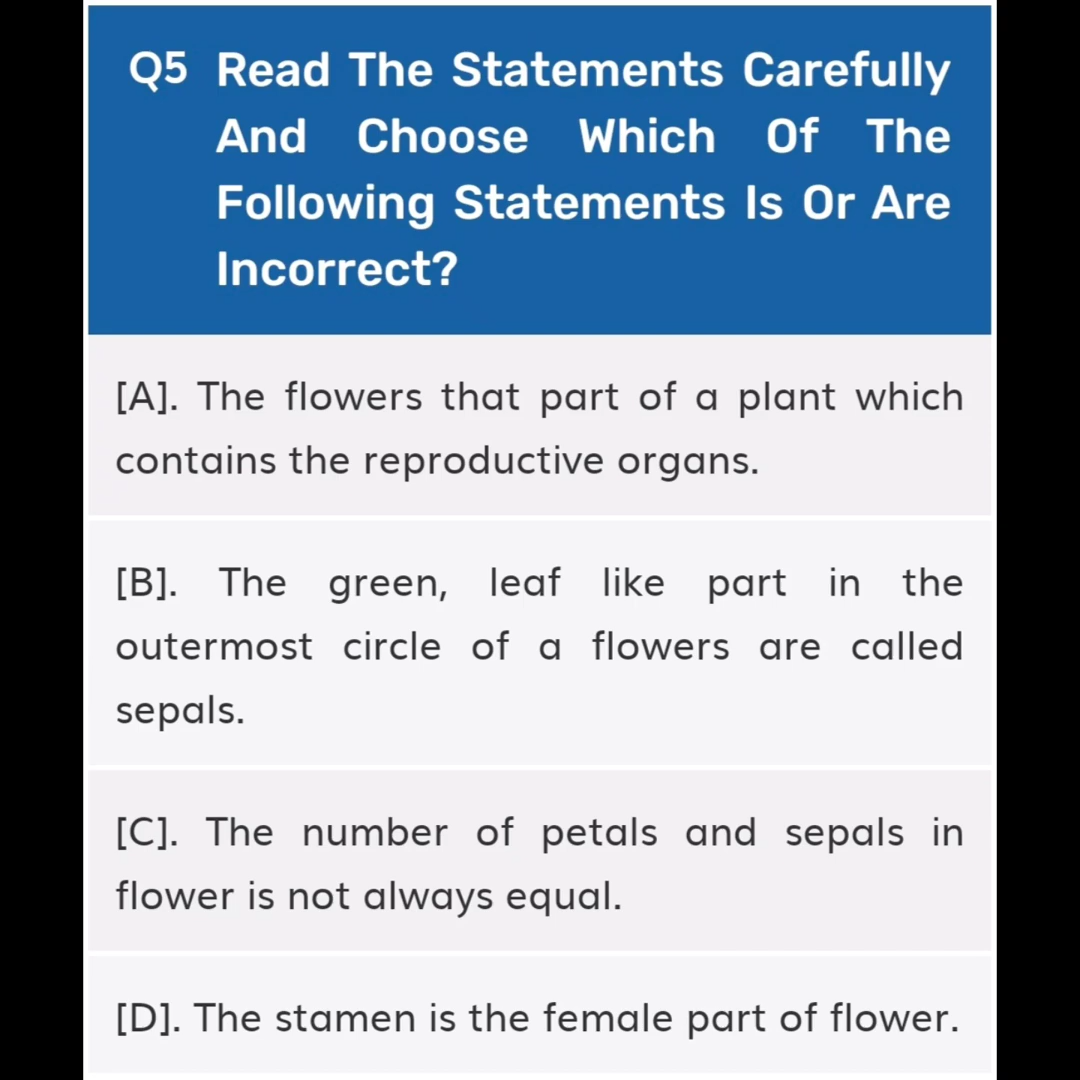 Q5 Read The Statements Carefully
And Choose Which Of The
Following Statements Is Or Are
Incorrect?
[A]. The flowers that part of a plant which
contains the reproductive organs.
[B]. The green, leaf like part in the
outermost circle of a flowers are called
sepals.
[C]. The number of petals and sepals in
flower is not always equal.
[D]. The stamen is the female part of flower.